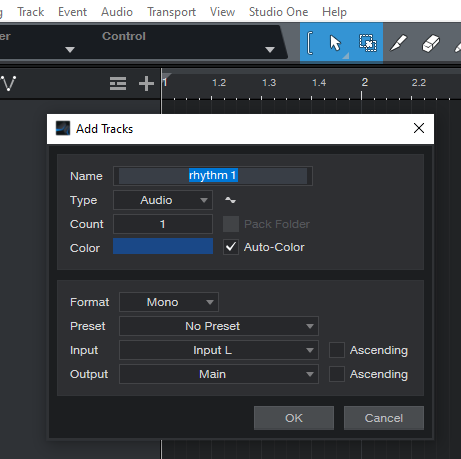 g Track Event Audio Transport View Studio One Help
er Control
1 1.2 1.3 1.4 2 2.2
Add Tracks
Name rhythm 1
Type Audio
Count 1 Pack Folder
Color Auto-Color
Format Mono
Preset No Preset
Input Input L Ascending
Output Main Ascending
OK Cancel